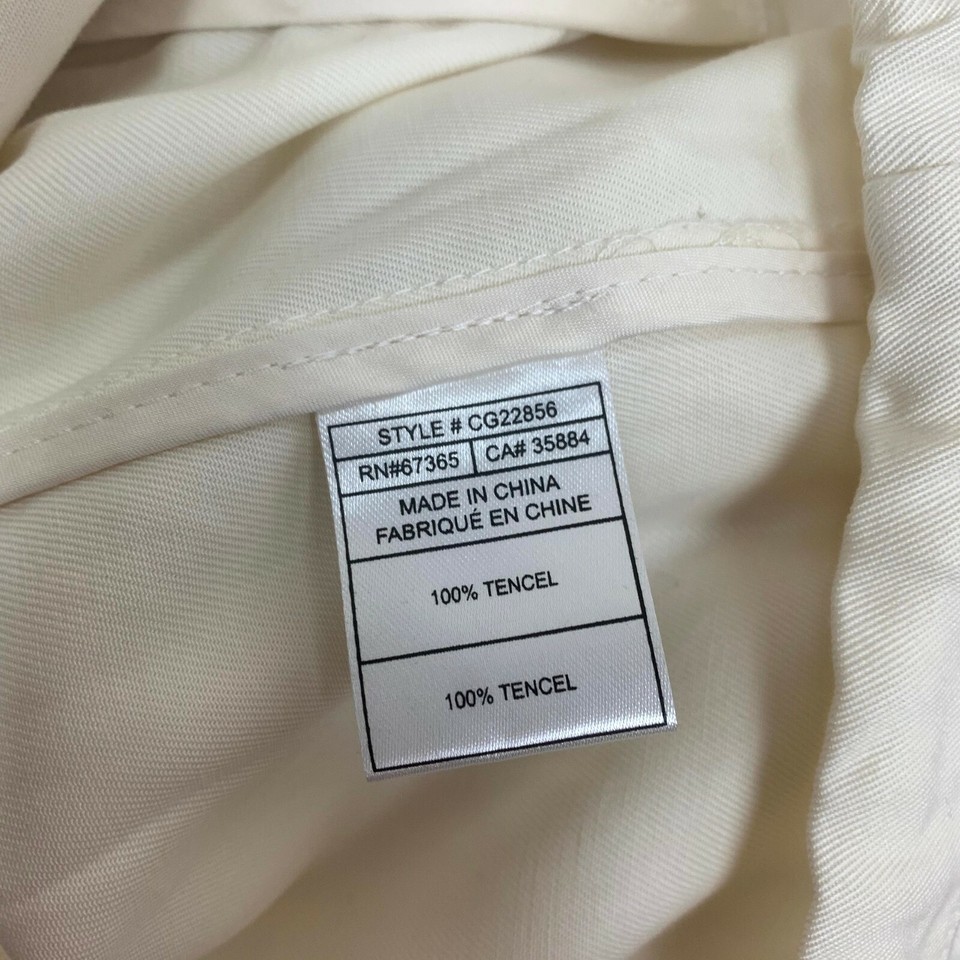 STYLE # CG22856
RN#67365 CA# 35884
MADE IN CHINA
FABRIQUÉ EN CHINE
100% TENCEL
100% TENCEL